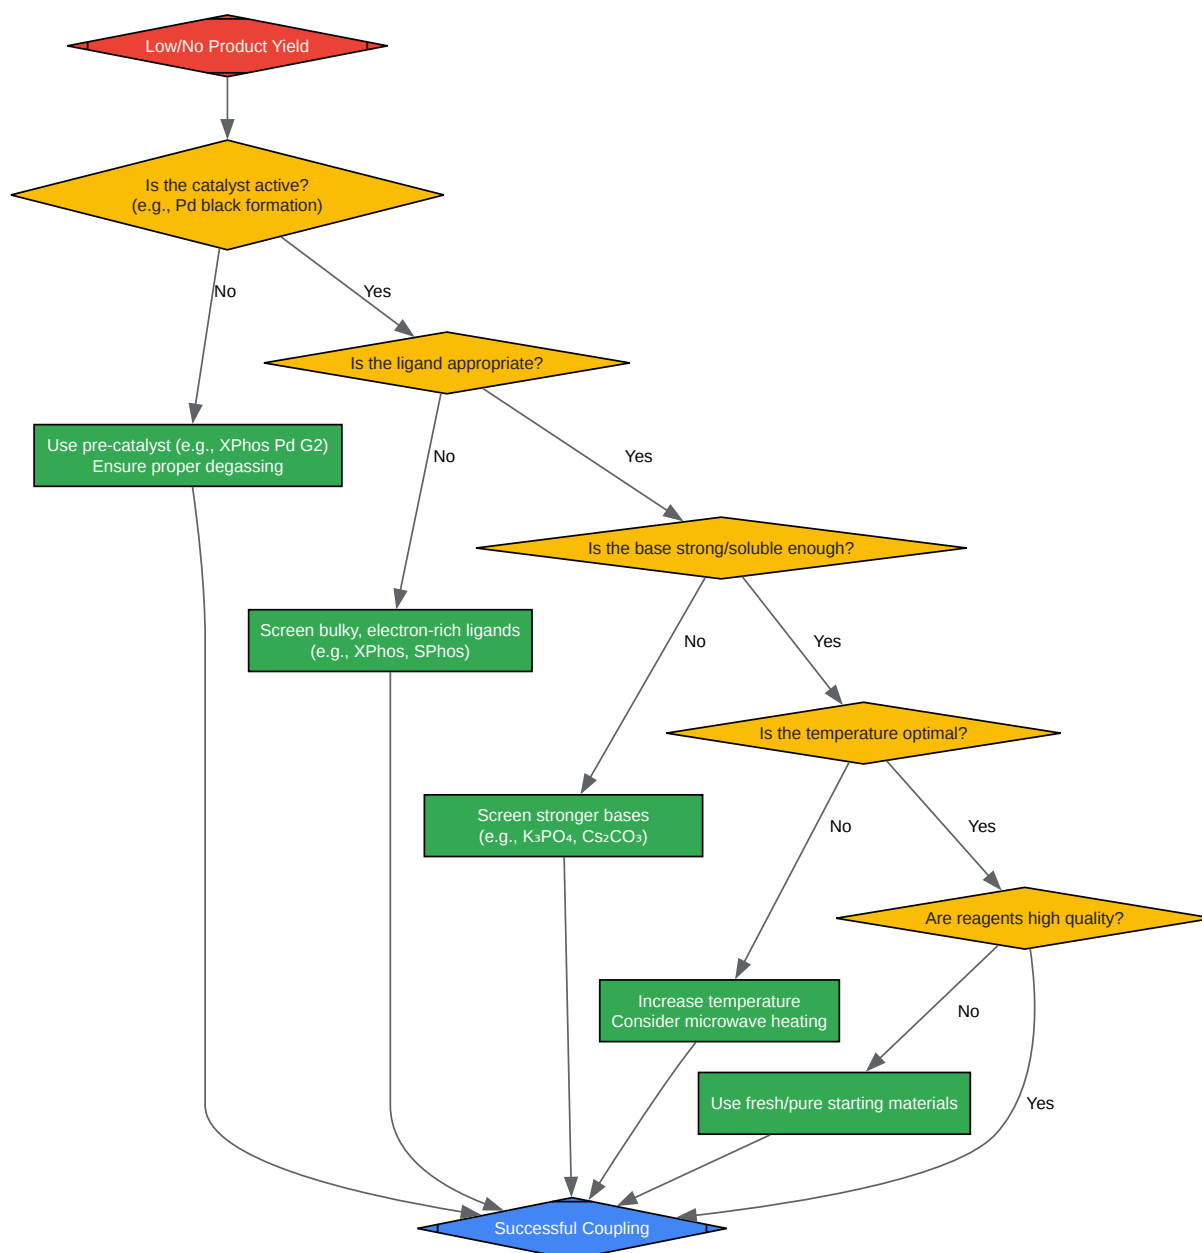 Low/No Product Yield
Is the catalyst active?
(e.g., Pd black formation)
No
Yes
Is the ligand appropriate?
Use pre-catalyst (e.g., XPhos Pd G2)
Ensure proper degassing
No
Yes
Is the base strong/soluble enough?
Screen bulky, electron-rich ligands
(e.g., XPhos, SPhos)
No
Yes
Is the temperature optimal?
Screen stronger bases
(e.g., K₃PO₄, Cs₂CO₃)
No
Yes
Are reagents high quality?
Increase temperature
Consider microwave heating
No
Use fresh/pure starting materials
Yes
Successful Coupling